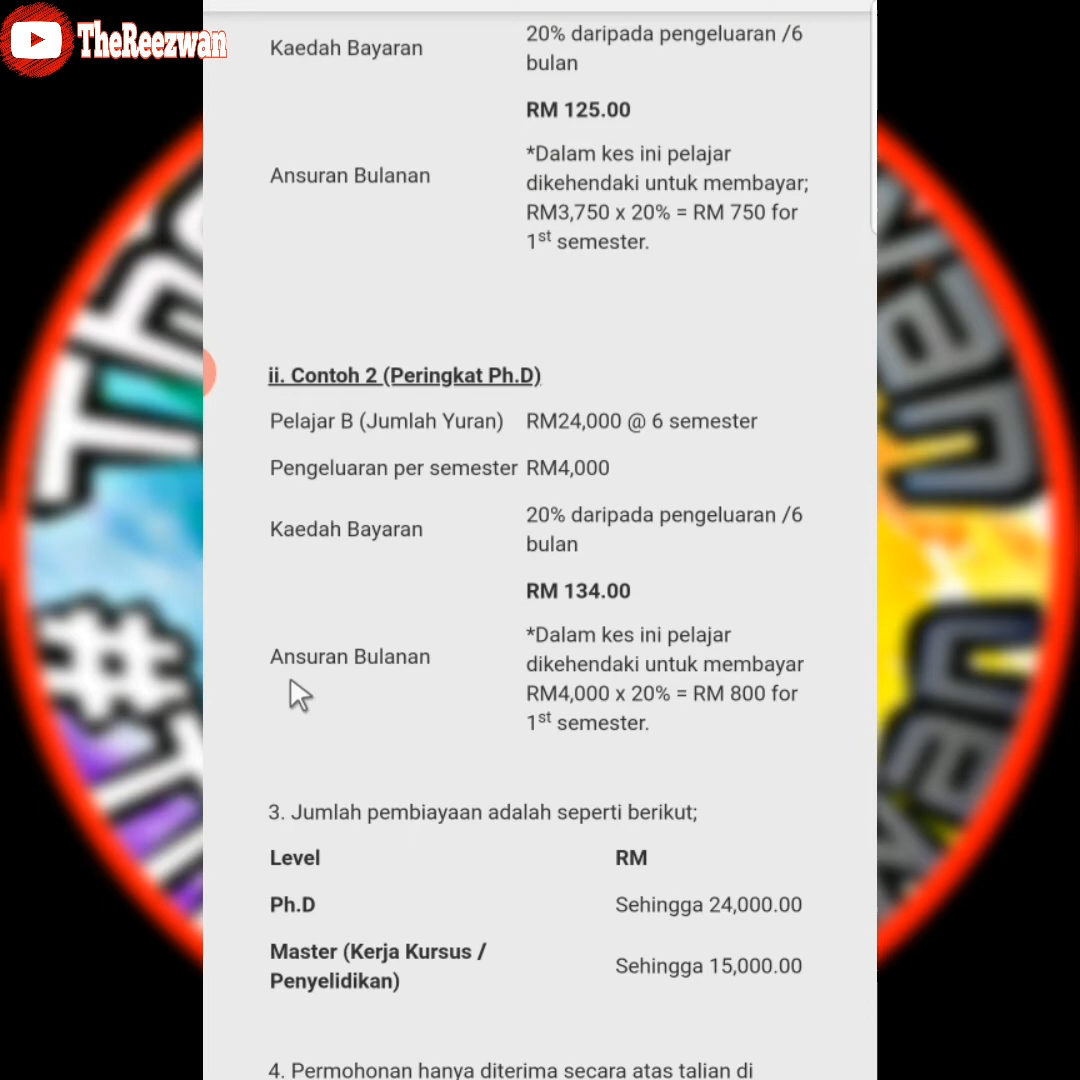 TheReezwan
Kaedah Bayaran
20% daripada pengeluaran /6
bulan
RM 125.00
Ansuran Bulanan
*Dalam kes ini pelajar
dikehendaki untuk membayar;
RM3,750 x 20% = RM 750 for
1st semester.
ii. Contoh 2 (Peringkat Ph.D)
Pelajar B (Jumlah Yuran) RM24,000 @ 6 semester
Pengeluaran per semester RM4,000
Kaedah Bayaran
20% daripada pengeluaran /6
bulan
RM 134.00
Ansuran Bulanan
*Dalam kes ini pelajar
dikehendaki untuk membayar
RM4,000 x 20% = RM 800 for
1st semester.
3. Jumlah pembiayaan adalah seperti berikut;
Level RM
Ph.D Sehingga 24,000.00
Master (Kerja Kursus /
Penyelidikan)
Sehingga 15,000.00
4. Permohonan hanya diterima secara atas talian di